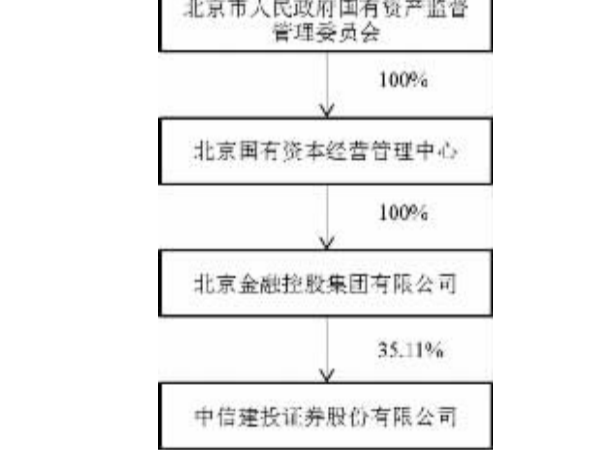 北京市人民政府国有资产监督
管理委员会
100%
北京国有资本经营管理中心
100%
北京金融控股集团有限公司
35.11%
中信建投证券股份有限公司